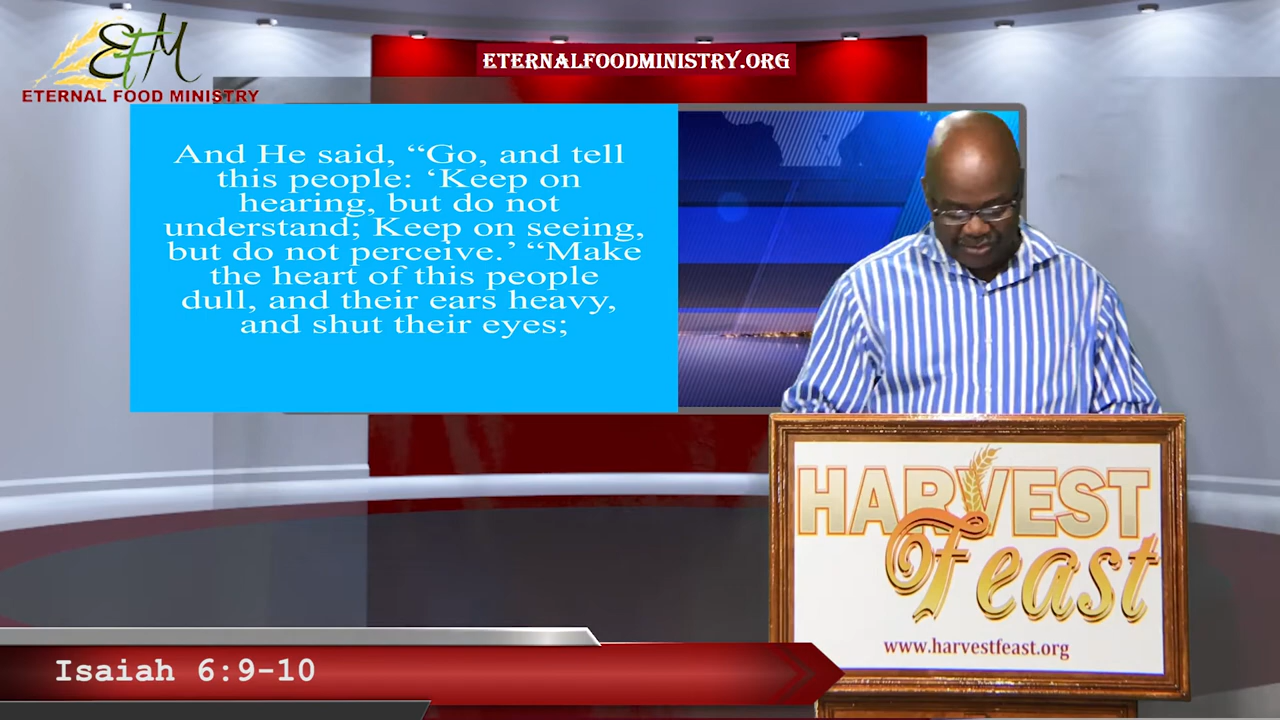 EFM
ETERNAL FOOD MINISTRY
ETERNALFOODMINISTRY.ORG
And He said, “Go, and tell
this people: ‘Keep on
hearing, but do not
understand; Keep on seeing,
but do not perceive.’ “Make
the heart of this people
dull, and their ears heavy,
and shut their eyes;
HARVEST
Feast
www.harvestfeast.org
Isaiah 6:9-10